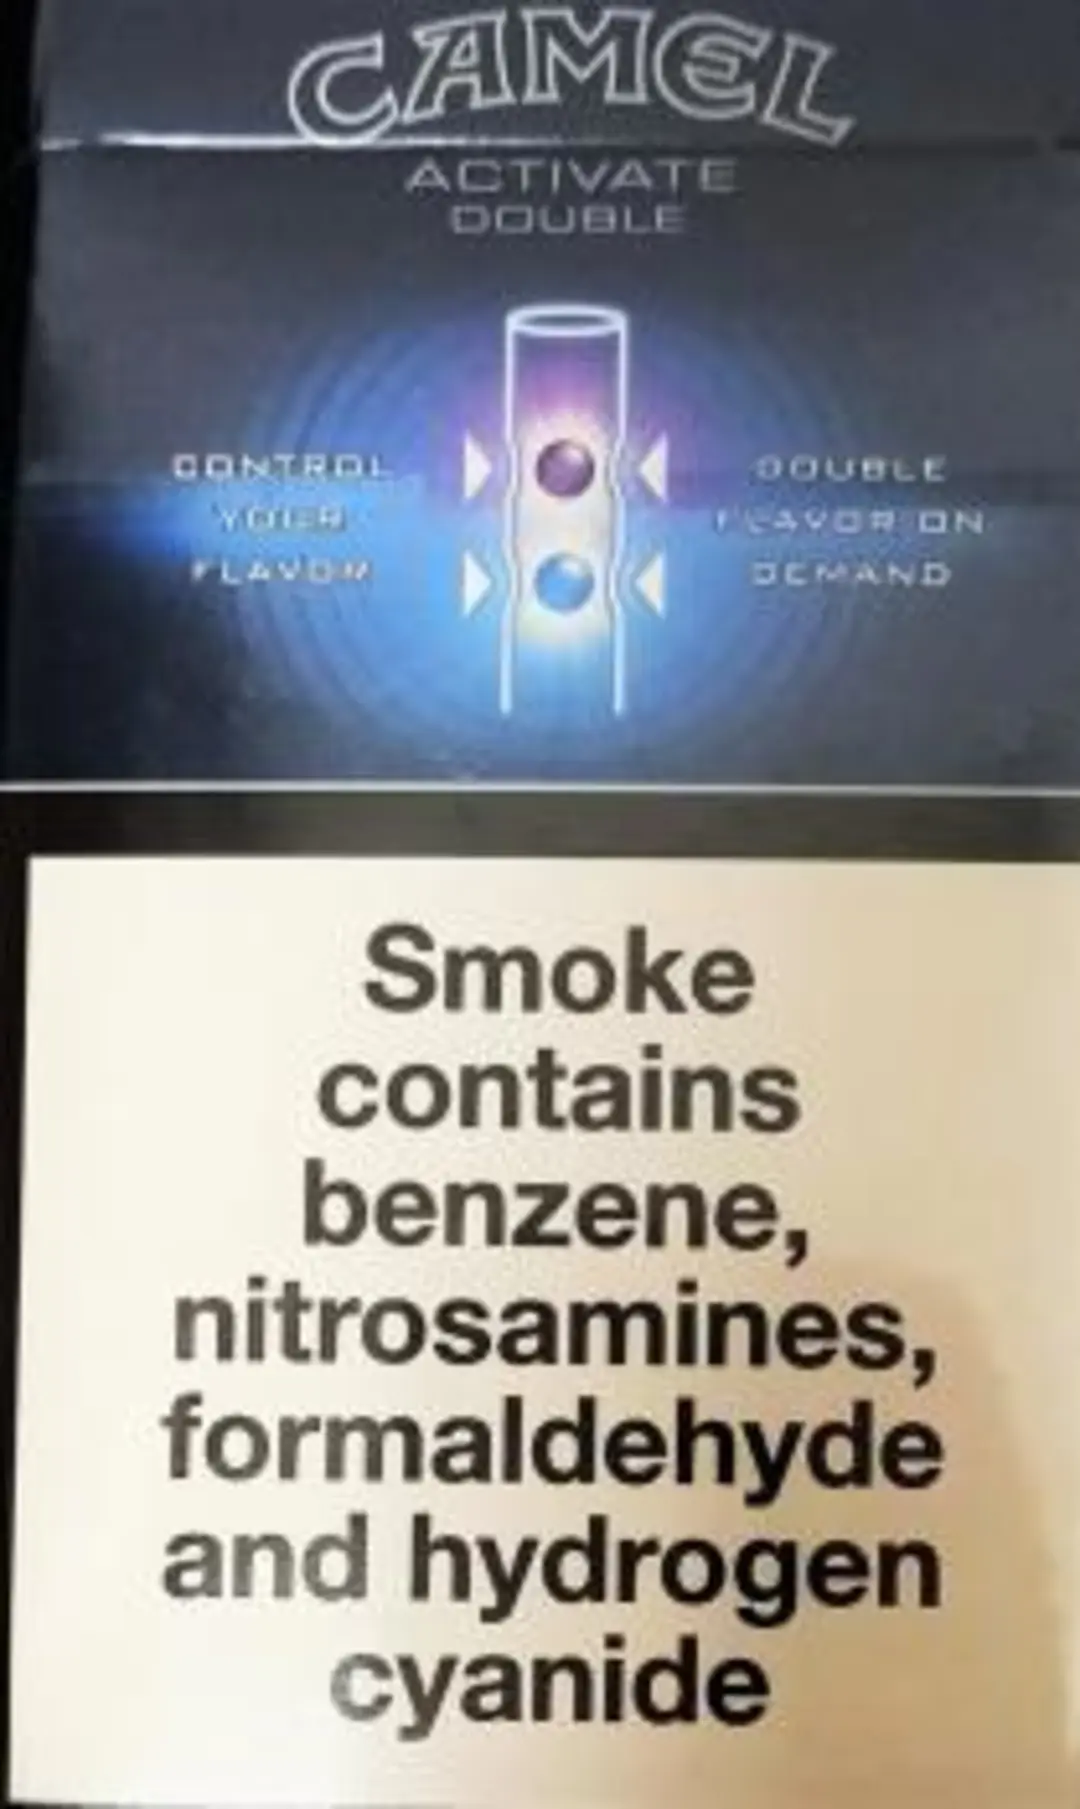 CAMEL
ACTIVATE
DOUBLE
CONTROL
YOUR
FLAVOR
DOUBLE
FLAVOR ON
DEMAND
Smoke
contains
benzene,
nitrosamines,
formaldehyde
and hydrogen
cyanide